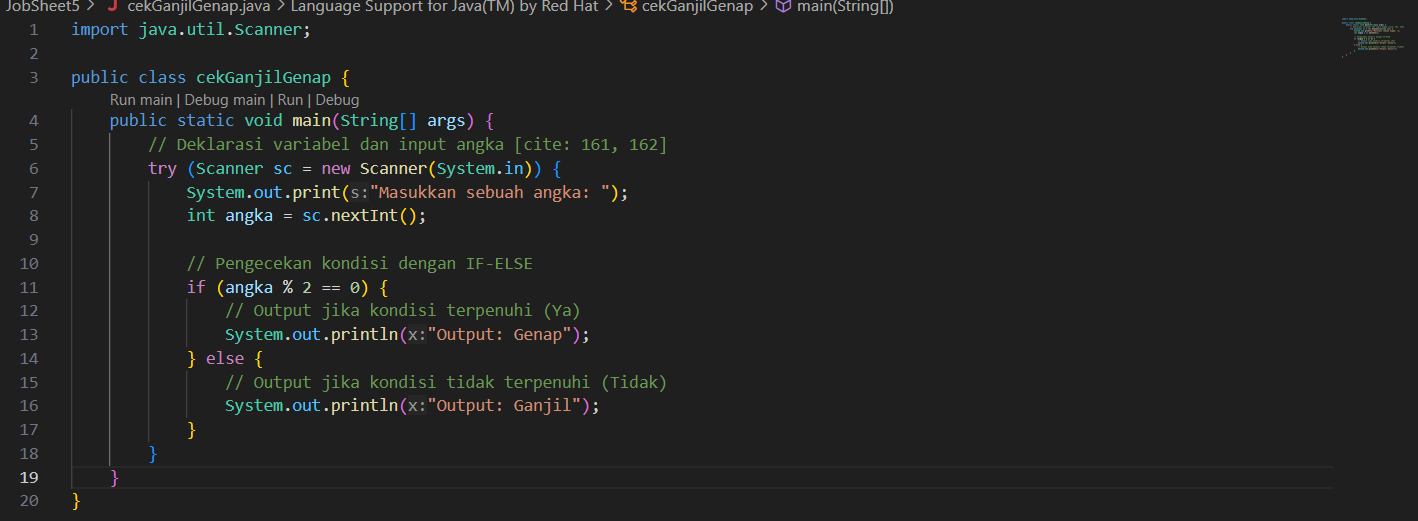 JobSheet5 > J cekGanjilGenap.java > Language Support for Java(TM) by Red Hat > cekGanjilGenap > main(String[])
1 import java.util.Scanner;
2
3 public class cekGanjilGenap {
Run main | Debug main | Run | Debug
4 public static void main(String[] args) {
5 // Deklarasi variabel dan input angka [cite: 161, 162]
6 try (Scanner sc = new Scanner(System.in)) {
7 System.out.print(s:"Masukkan sebuah angka: ");
8 int angka = sc.nextInt();
9
10 // Pengecekan kondisi dengan IF-ELSE
11 if (angka % 2 == 0) {
12 // Output jika kondisi terpenuhi (Ya)
13 System.out.println(x:"Output: Genap");
14 } else {
15 // Output jika kondisi tidak terpenuhi (Tidak)
16 System.out.println(x:"Output: Ganjil");
17 }
18 }
19 }
20 }